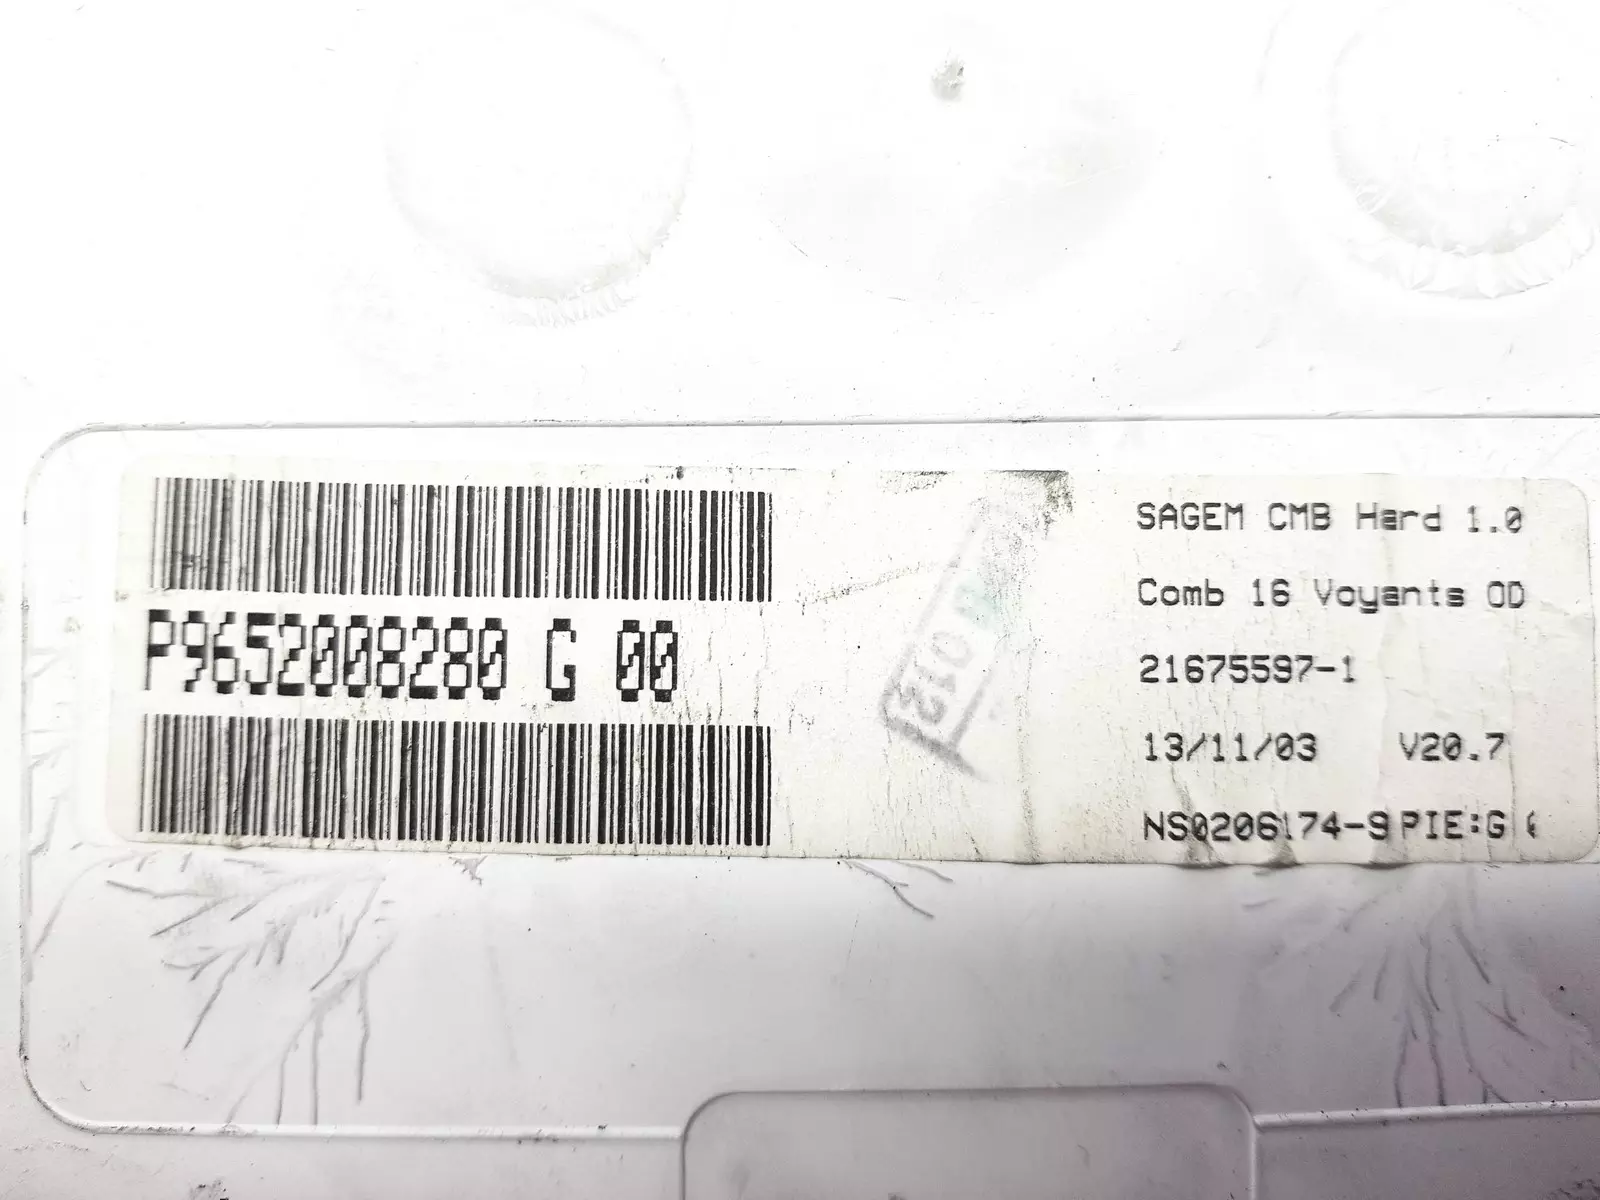 P9652008280 G 00
SAGEM CMB Hard 1.0
Comb 16 Voyants OD
21675597-1
13/11/03 V20.7
NS0206174-9 PIE:G